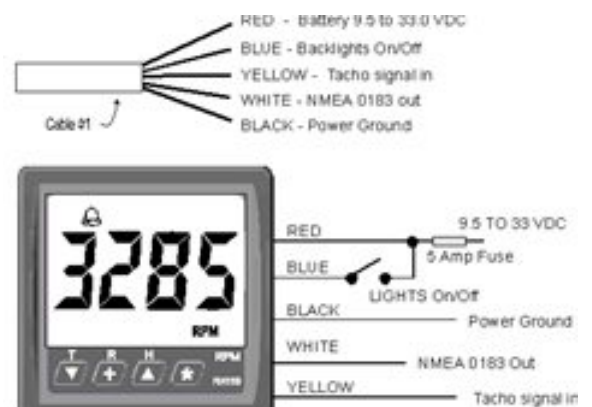 RED - Battery 9.5 to 33.0 VDC
BLUE - Backlights On/Off
YELLOW - Tacho signal in
WHITE - NMEA 0183 out
BLACK - Power Ground
Cable #1
3285
RPM
T R H RPM
RED
9.5 TO 33 VDC
5 Amp Fuse
BLUE
LIGHTS On/Off
BLACK
Power Ground
WHITE
NMEA 0183 Out
YELLOW
Tacho signal in